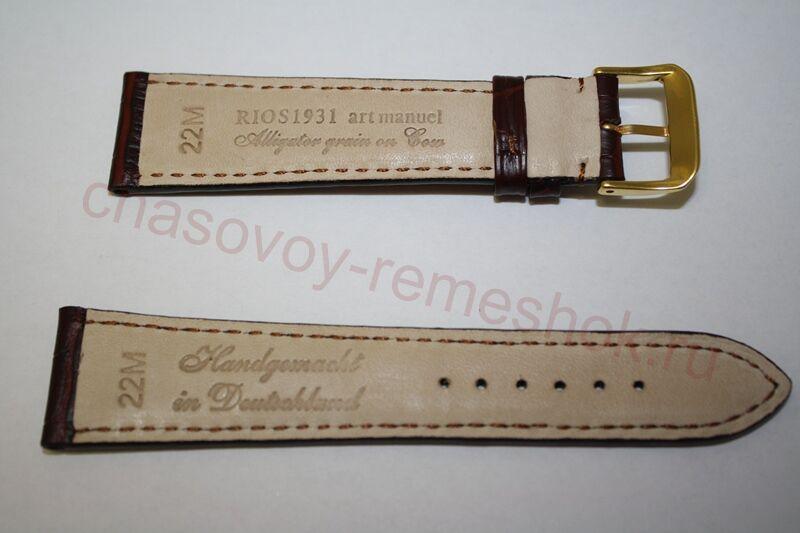 22M
RIOS1931 art manuel
Alligator grain on Cow
chasovoy-remeshok.ru
22M
Handgemacht
in Deutschland